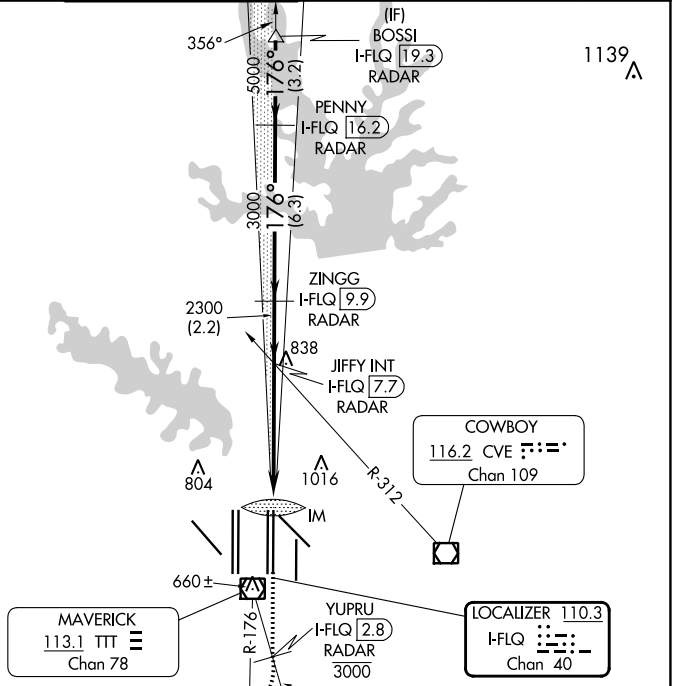 (IF)
BOSSI
I-FLQ 19.3
RADAR
356°
1139
5000
176°
(3.2)
PENNY
I-FLQ 16.2
RADAR
3000
176°
(6.3)
ZINGG
I-FLQ 9.9
RADAR
2300
(2.2)
838
JIFFY INT
I-FLQ 7.7
RADAR
COWBOY
116.2 CVE
Chan 109
R-312
804
1016
IM
660 ±
MAVERICK
113.1 TTT
Chan 78
R-176
YUPRU
I-FLQ 2.8
RADAR
3000
LOCALIZER 110.3
I-FLQ
Chan 40